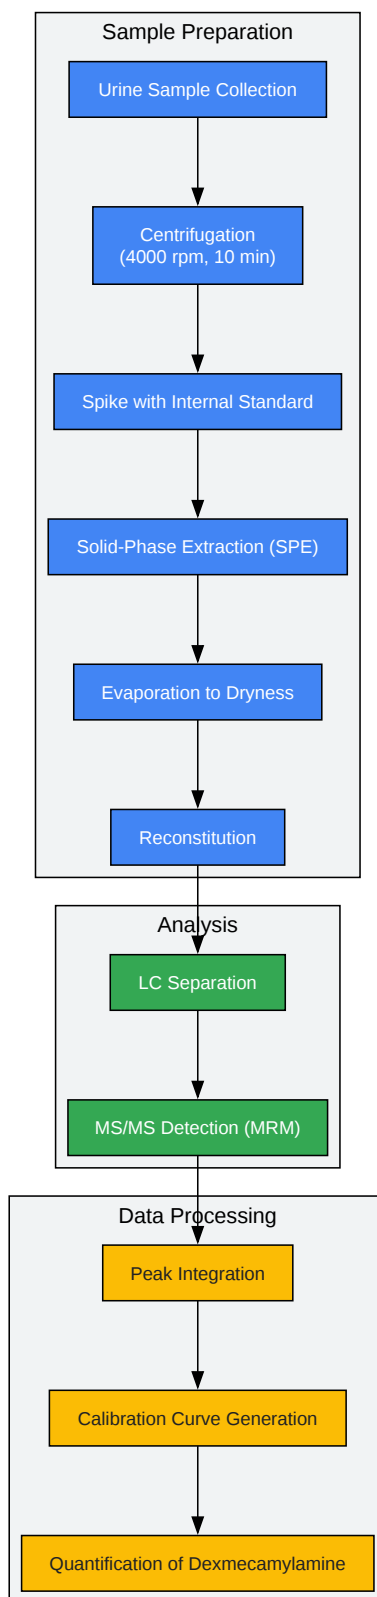 Sample Preparation
Urine Sample Collection
Centrifugation
(4000 rpm, 10 min)
Spike with Internal Standard
Solid-Phase Extraction (SPE)
Evaporation to Dryness
Reconstitution
Analysis
LC Separation
MS/MS Detection (MRM)
Data Processing
Peak Integration
Calibration Curve Generation
Quantification of Dexmecamylamine